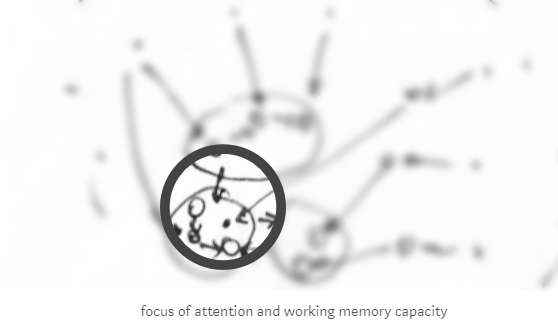 focus of attention and working memory capacity